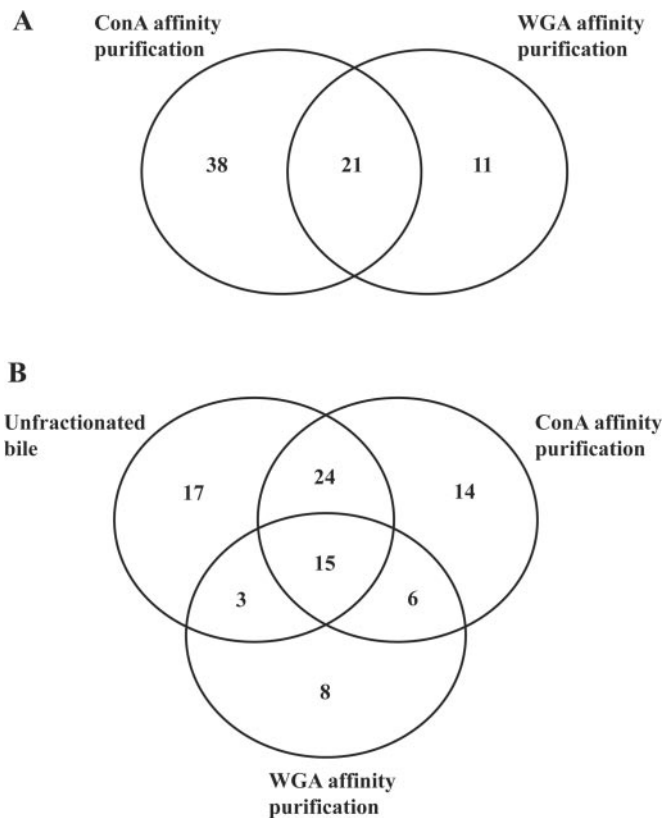 A
ConA affinity
purification
WGA affinity
purification
38
21
11
B
Unfractionated
bile
ConA affinity
purification
17
24
14
15
3
6
8
WGA affinity
purification